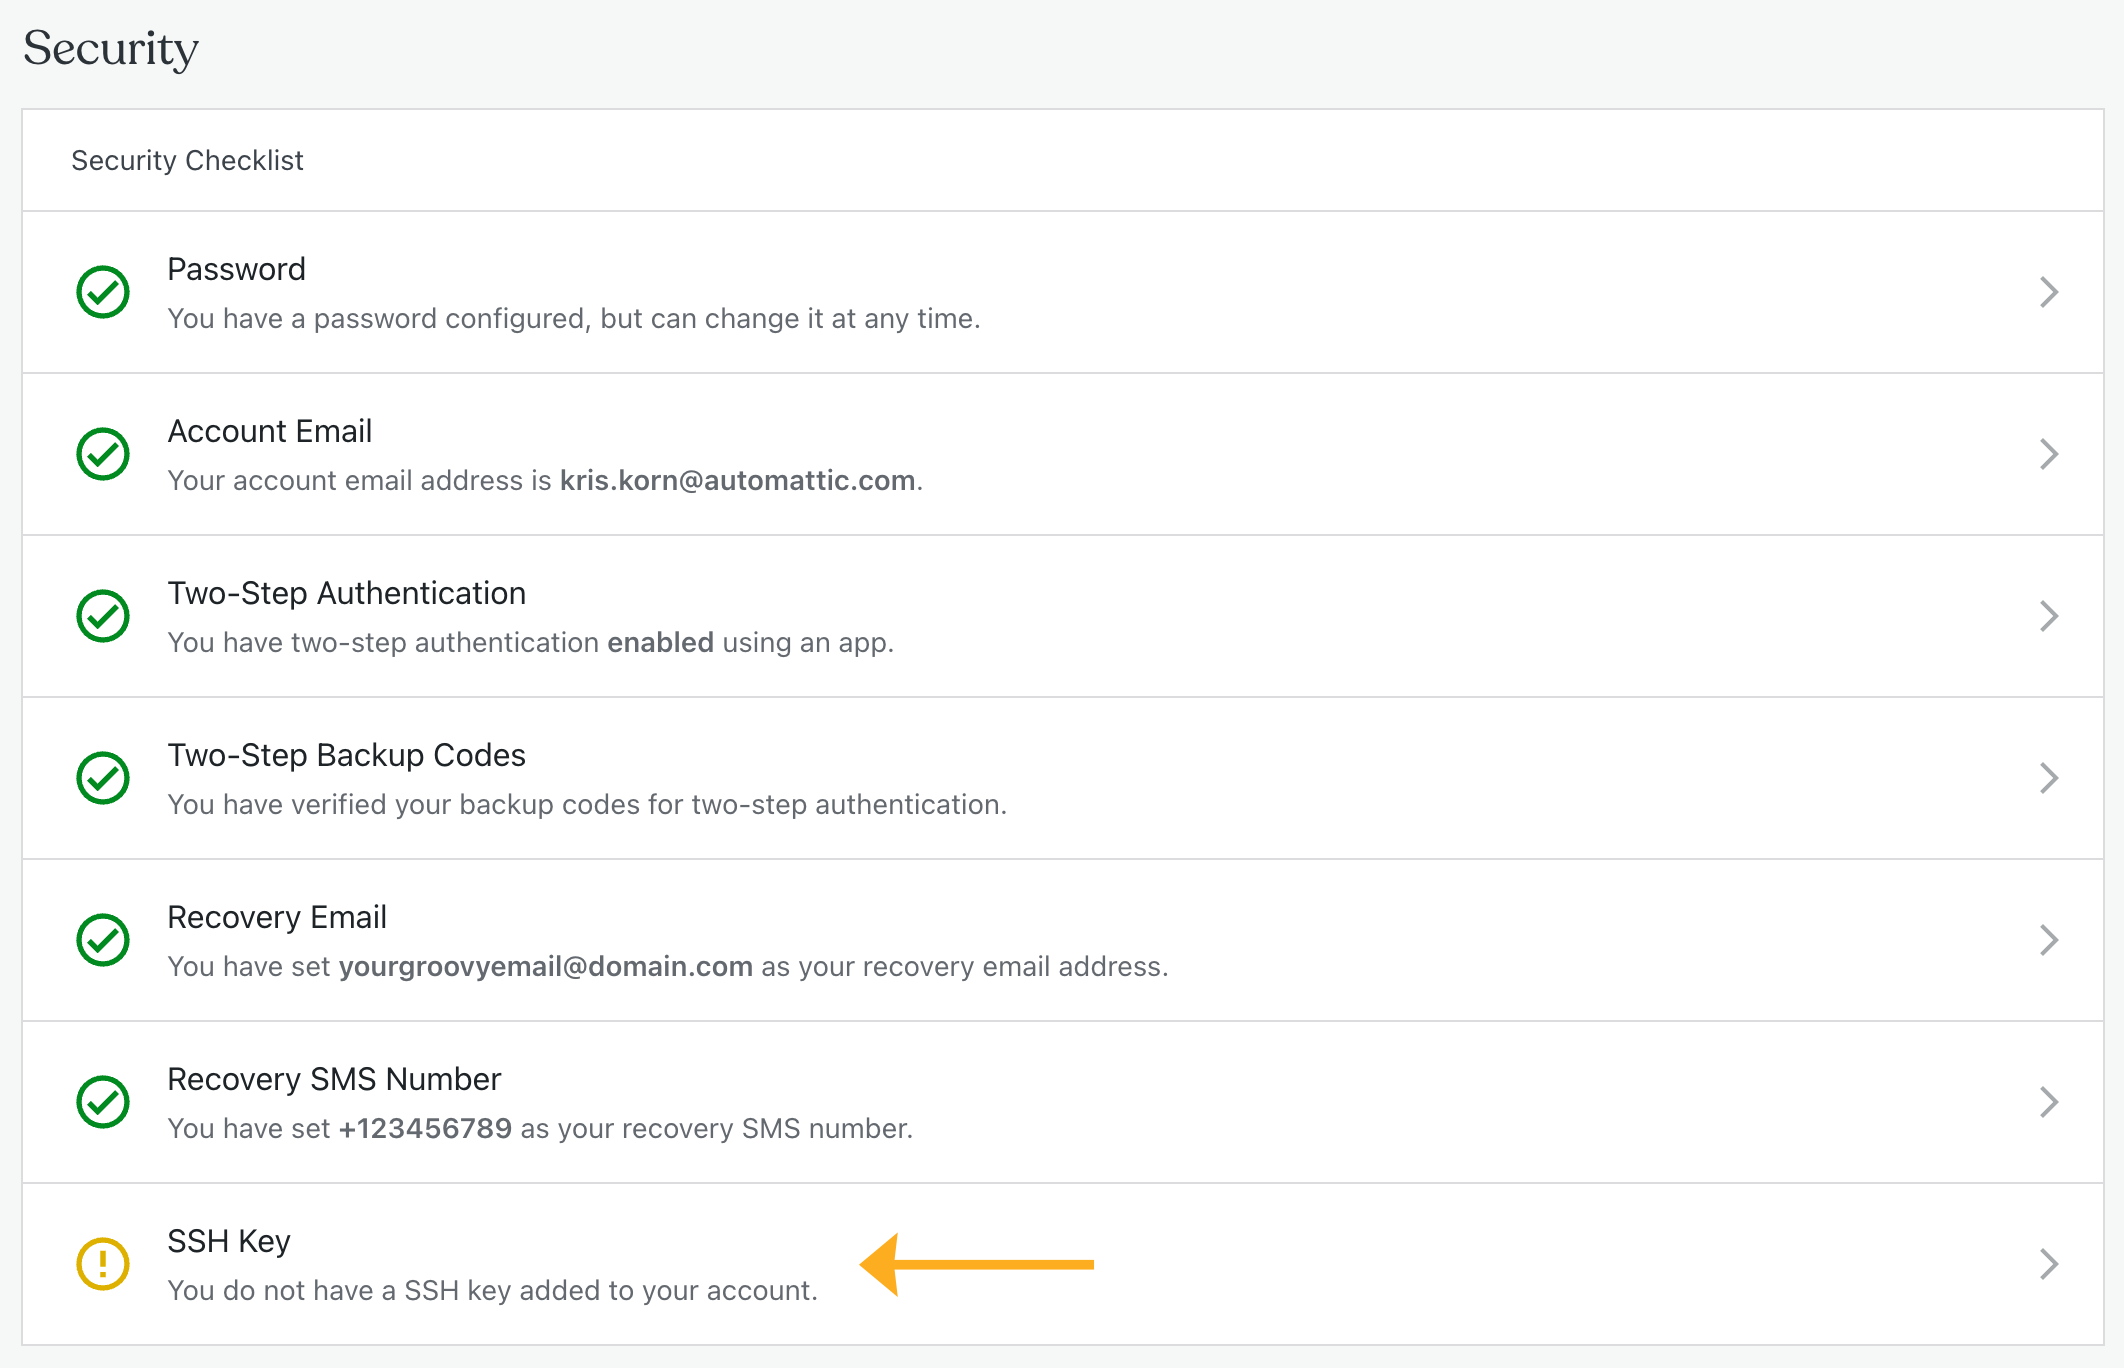 Security
Security Checklist
Password
You have a password configured, but can change it at any time.
Account Email
Your account email address is kris.korn@automattic.com.
Two-Step Authentication
You have two-step authentication enabled using an app.
Two-Step Backup Codes
You have verified your backup codes for two-step authentication.
Recovery Email
You have set yourgroovyemail@domain.com as your recovery email address.
Recovery SMS Number
You have set +123456789 as your recovery SMS number.
SSH Key
You do not have a SSH key added to your account.